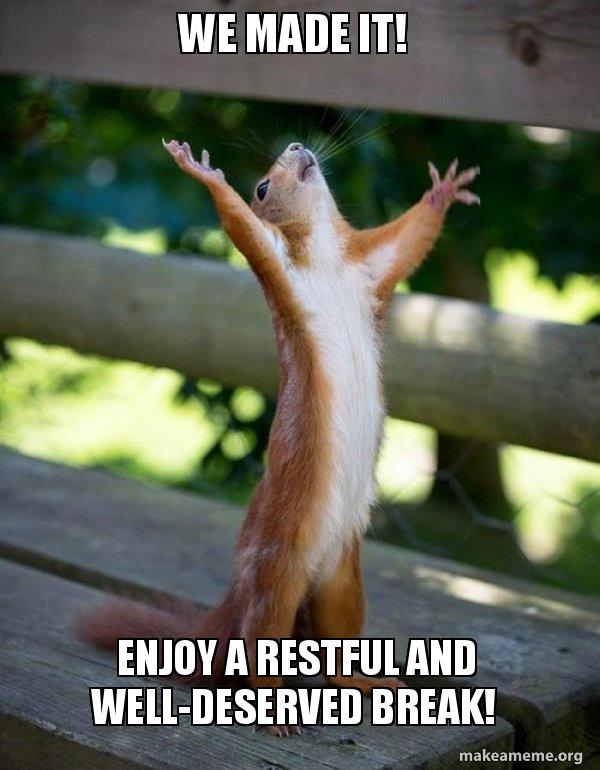 WE MADE IT!
ENJOY A RESTFUL AND
WELL-DESERVED BREAK!
makeameme.org